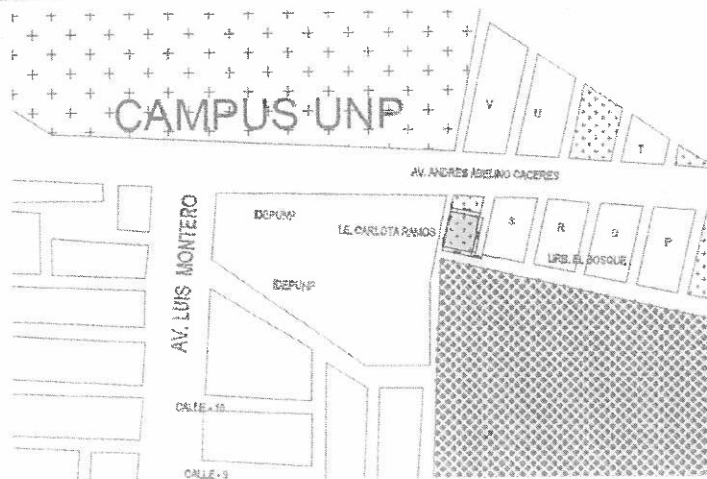 CAMPUS UNP
V
U
T
AV. ANDRES ABELINO CACERES
IDEPUNP
I.E. CARLOTA RAMOS
S
R
Q
P
URB. EL BOSQUE
IDEPUNP
AV. LUIS MONTERO
CALLE - 10
CALLE - 9